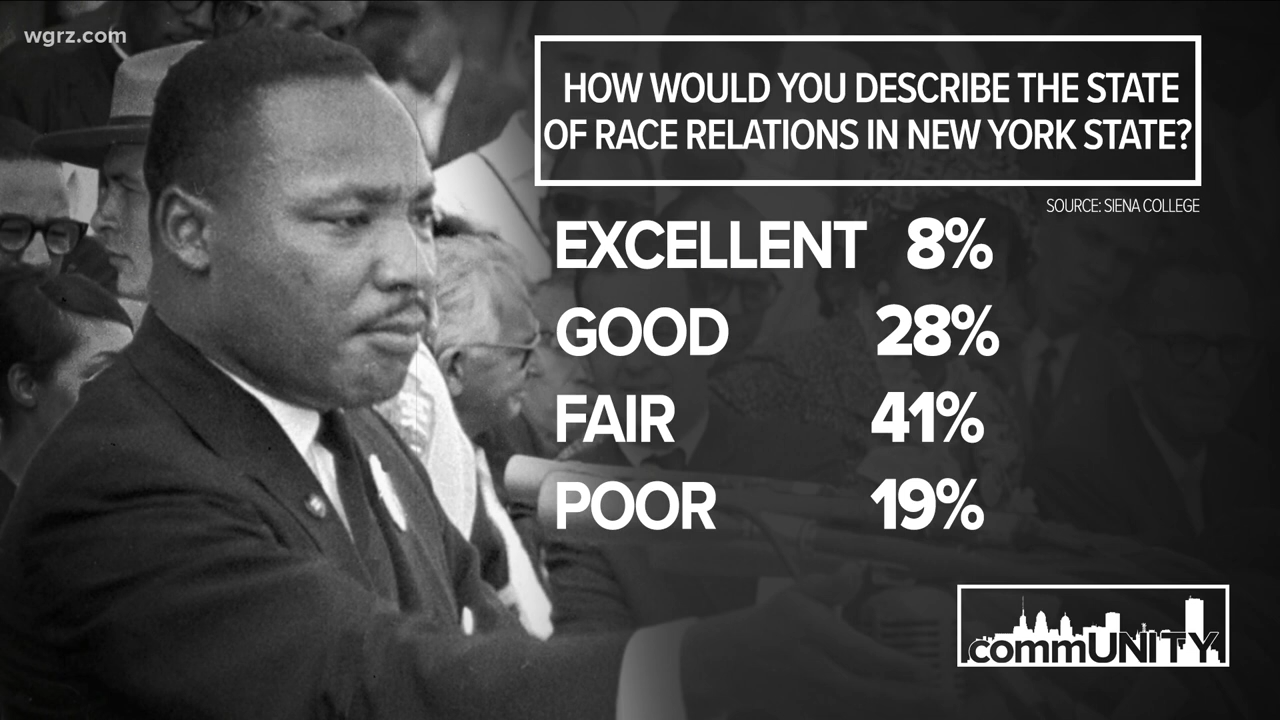 wgrz.com
HOW WOULD YOU DESCRIBE THE STATE
OF RACE RELATIONS IN NEW YORK STATE?
SOURCE: SIENA COLLEGE
EXCELLENT 8%
GOOD 28%
FAIR 41%
POOR 19%
commUNITY